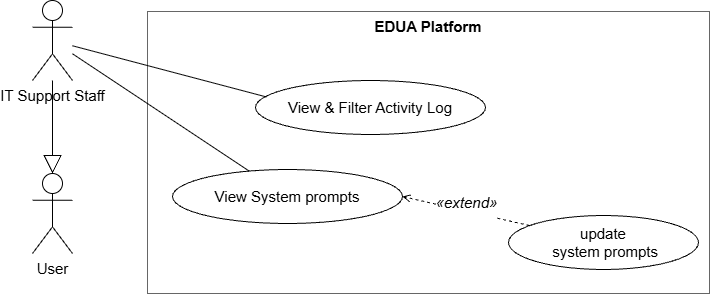 EDUA Platform
IT Support Staff
View & Filter Activity Log
View System prompts
«extend»
update
system prompts
User